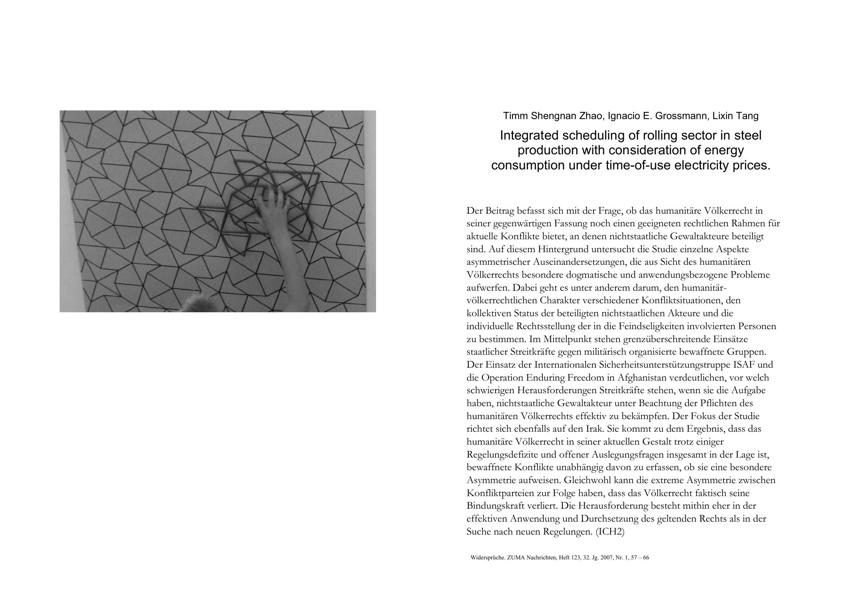 Timm Shengnan Zhao, Ignacio E. Grossmann, Lixin Tang
Integrated scheduling of rolling sector in steel
production with consideration of energy
consumption under time-of-use electricity prices.
Der Beitrag befasst sich mit der Frage, ob das humanitäre Völkerrecht in
seiner gegenwärtigen Fassung noch einen geeigneten rechtlichen Rahmen für
aktuelle Konflikte bietet, an denen nichtstaatliche Gewaltakteure beteiligt
sind. Auf diesem Hintergrund untersucht die Studie einzelne Aspekte
asymmetrischer Auseinandersetzungen, die aus Sicht des humanitären
Völkerrechts besondere dogmatische und anwendungsbezogene Probleme
aufwerfen. Dabei geht es unter anderem darum, den humanitär-
völkerrechtlichen Charakter verschiedener Konfliktsituationen, den
kollektiven Status der beteiligten nichtstaatlichen Akteure und die
individuelle Rechtsstellung der in die Feindseligkeiten involvierten Personen
zu bestimmen. Im Mittelpunkt stehen grenzüberschreitende Einsätze
staatlicher Streitkräfte gegen militärisch organisierte bewaffnete Gruppen.
Der Einsatz der Internationalen Sicherheitsunterstützungstruppe ISAF und
die Operation Enduring Freedom in Afghanistan verdeutlichen, vor welch
schwierigen Herausforderungen Streitkräfte stehen, wenn sie die Aufgabe
haben, nichtstaatliche Gewaltakteur unter Beachtung der Pflichten des
humanitären Völkerrechts effektiv zu bekämpfen. Der Fokus der Studie
richtet sich ebenfalls auf den Irak. Sie kommt zu dem Ergebnis, dass das
humanitäre Völkerrecht in seiner aktuellen Gestalt trotz einiger
Regelungsdefizite und offener Auslegungsfragen insgesamt in der Lage ist,
bewaffnete Konflikte unabhängig davon zu erfassen, ob sie eine besondere
Asymmetrie aufweisen. Gleichwohl kann die extreme Asymmetrie zwischen
Konfliktparteien zur Folge haben, dass das Völkerrecht faktisch seine
Bindungskraft verliert. Die Herausforderung besteht mithin eher in der
effektiven Anwendung und Durchsetzung des geltenden Rechts als in der
Suche nach neuen Regelungen. (ICH2)
Widersprüche. ZUMA Nachrichten, Heft 123, 32. Jg. 2007, Nr. 1, 57 – 66